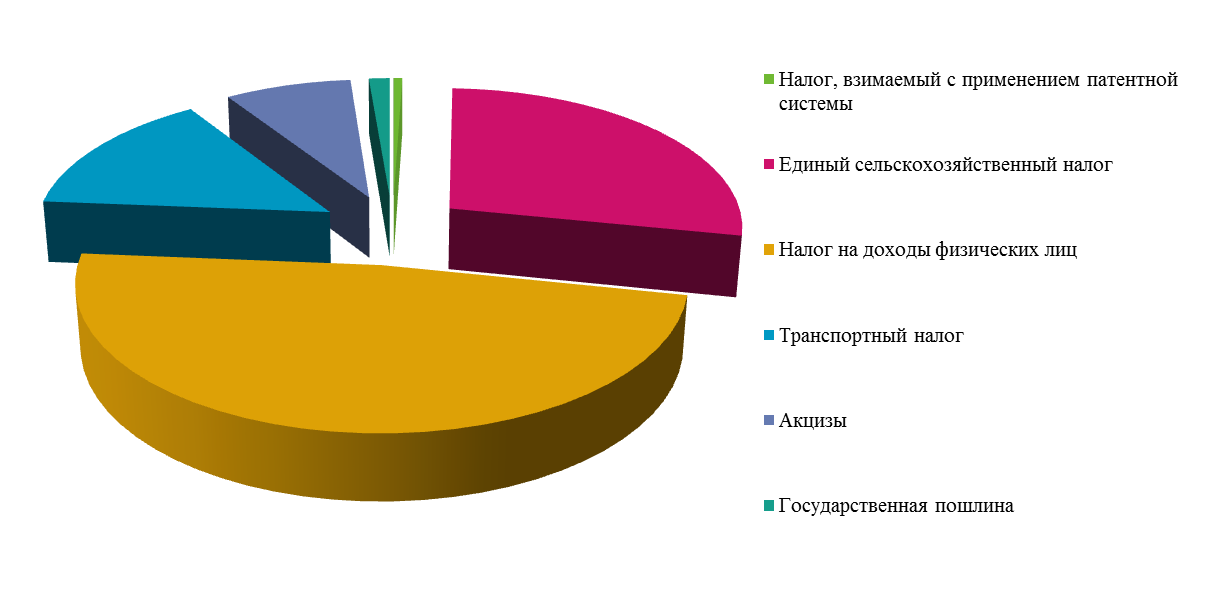 Налог, взимаемый с применением патентной
системы
Единый сельскохозяйственный налог
Налог на доходы физических лиц
Транспортный налог
Акцизы
Государственная пошлина